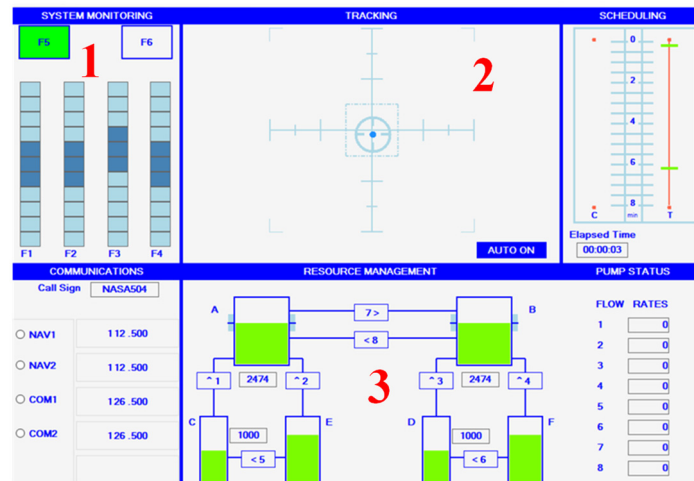 SYSTEM MONITORING
TRACKING
SCHEDULING
F5
F6
1
2
0
2
4
6
8
C
min
T
F1
F2
F3
F4
AUTO ON
Elapsed Time
00:00:03
COMMUNICATIONS
RESOURCE MANAGEMENT
PUMP STATUS
Call Sign NASA504
NAV1 112.500
NAV2 112.500
COM1 126.500
COM2 126.500
A
B
7 >
< 8
^ 1
2474
^ 2
3
^ 3
2474
^ 4
C
E
D
F
1000
1000
< 5
< 6
FLOW RATES
1 0
2 0
3 0
4 0
5 0
6 0
7 0
8 0